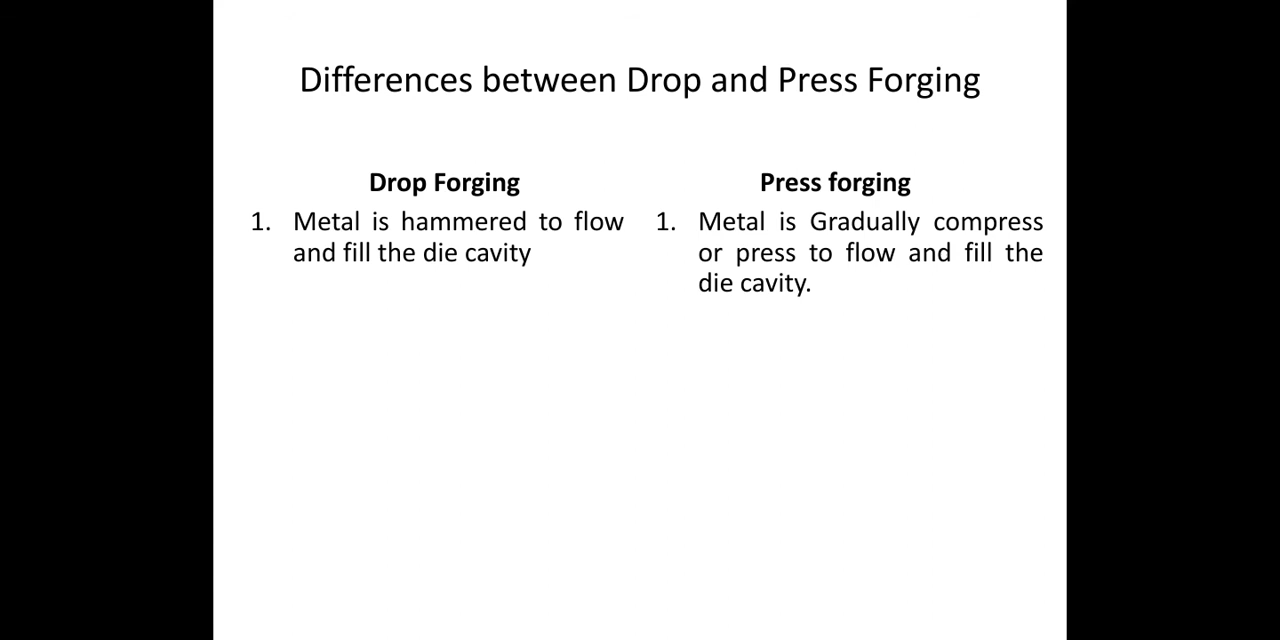 Differences between Drop and Press Forging
Drop Forging
1. Metal is hammered to flow
and fill the die cavity
Press forging
1. Metal is Gradually compress
or press to flow and fill the
die cavity.